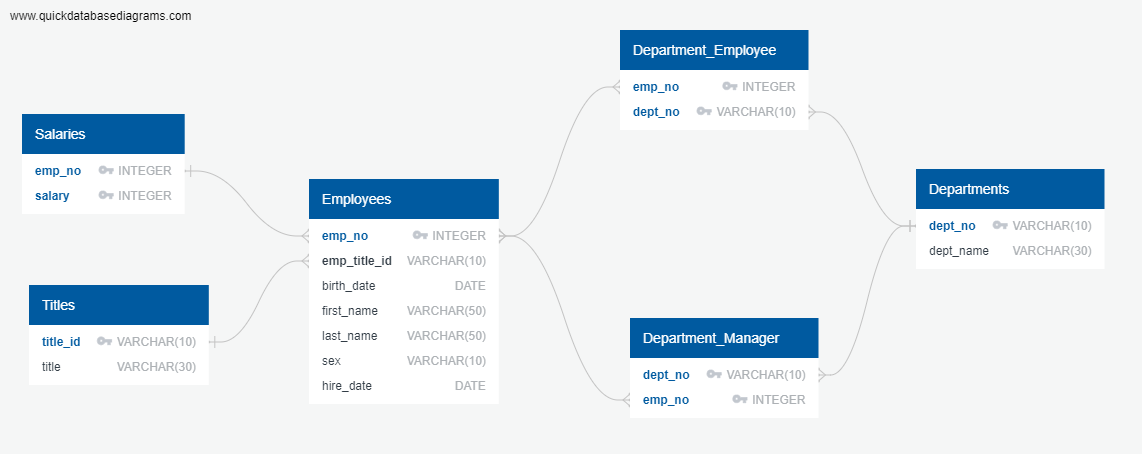 www.quickdatabasediagrams.com
Salaries
emp_no INTEGER
salary INTEGER
Titles
title_id VARCHAR(10)
title VARCHAR(30)
Employees
emp_no INTEGER
emp_title_id VARCHAR(10)
birth_date DATE
first_name VARCHAR(50)
last_name VARCHAR(50)
sex VARCHAR(10)
hire_date DATE
Department_Employee
emp_no INTEGER
dept_no VARCHAR(10)
Department_Manager
dept_no VARCHAR(10)
emp_no INTEGER
Departments
dept_no VARCHAR(10)
dept_name VARCHAR(30)